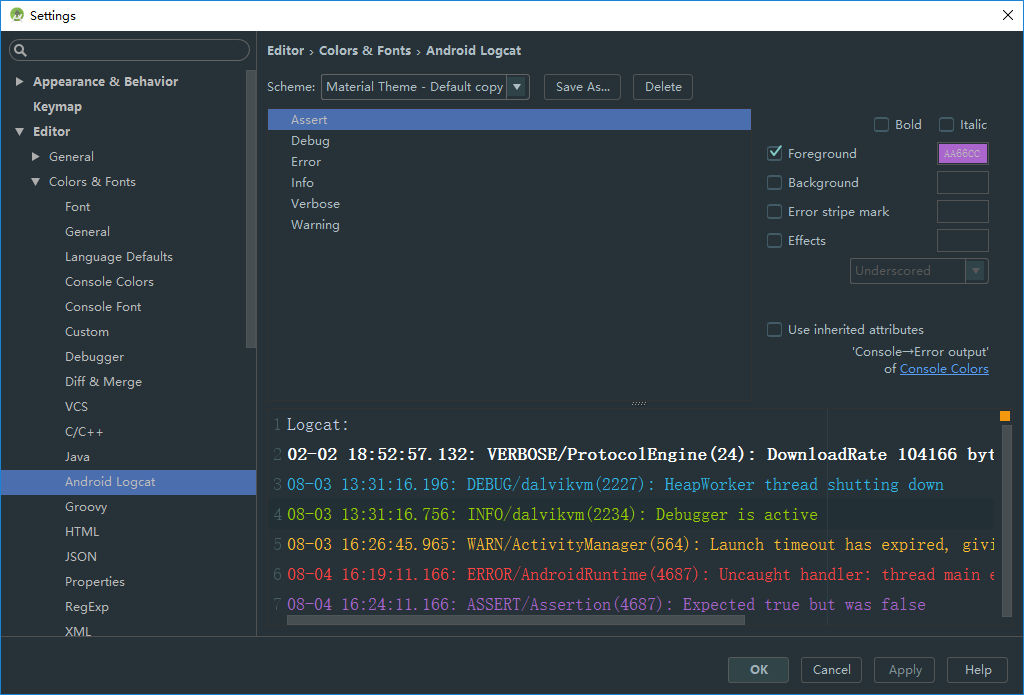 Settings
Editor › Colors & Fonts › Android Logcat
Appearance & Behavior
Keymap
Editor
General
Colors & Fonts
Font
General
Language Defaults
Console Colors
Console Font
Custom
Debugger
Diff & Merge
VCS
C/C++
Java
Android Logcat
Groovy
HTML
JSON
Properties
RegExp
XML
Scheme: Material Theme - Default copy Save As... Delete
Assert
Debug
Error
Info
Verbose
Warning
Bold Italic
Foreground AA66CC
Background
Error stripe mark
Effects
Underscored
Use inherited attributes
'Console→Error output'
of Console Colors
1 Logcat:
2 02-02 18:52:57.132: VERBOSE/ProtocolEngine(24): DownloadRate 104166 byt
3 08-03 13:31:16.196: DEBUG/dalvikvm(2227): HeapWorker thread shutting down
4 08-03 13:31:16.756: INFO/dalvikvm(2234): Debugger is active
5 08-03 16:26:45.965: WARN/ActivityManager(564): Launch timeout has expired, givi
6 08-04 16:19:11.166: ERROR/AndroidRuntime(4687): Uncaught handler: thread main e
7 08-04 16:24:11.166: ASSERT/Assertion(4687): Expected true but was false
OK Cancel Apply Help